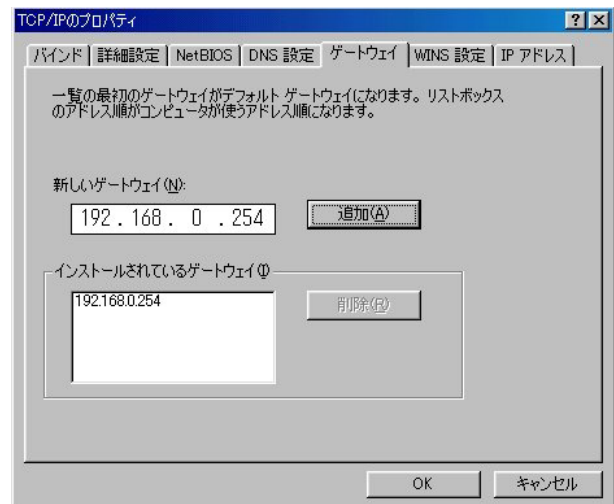 TCP/IPのプロパティ
バインド 詳細設定 NetBIOS DNS 設定 ゲートウェイ WINS 設定 IP アドレス
一覧の最初のゲートウェイがデフォルト ゲートウェイになります。リストボックス
のアドレス順がコンピュータが使うアドレス順になります。
新しいゲートウェイ(N):
192 . 168 . 0 . 254 追加(A)
インストールされているゲートウェイ(I)
192.168.0.254 削除(R)
OK キャンセル